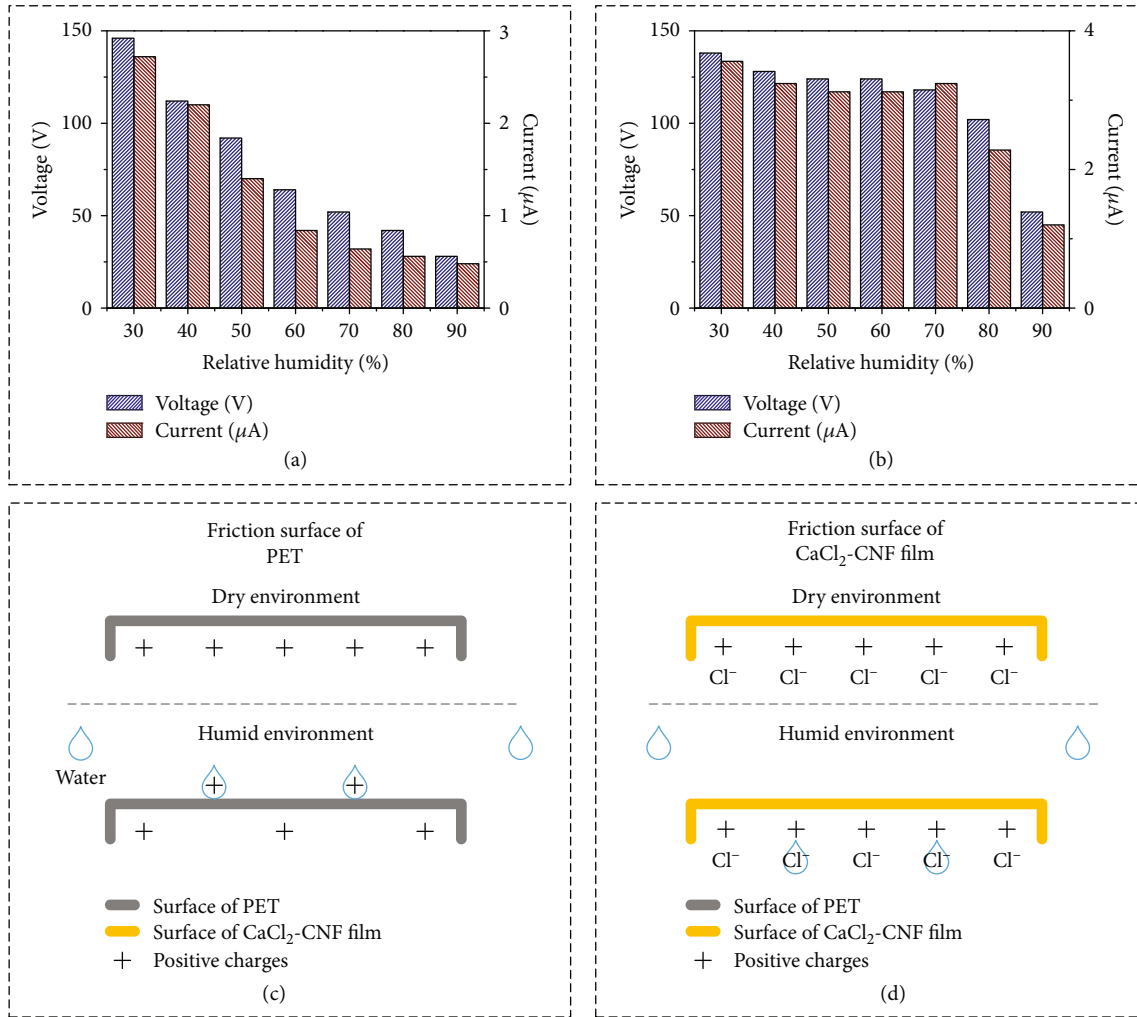 150
100
50
0
Voltage (V)
3
2
1
0
Current (μA)
30 40 50 60 70 80 90
Relative humidity (%)
Voltage (V)
Current (μA)
(a)
150
100
50
0
Voltage (V)
4
2
0
Current (μA)
30 40 50 60 70 80 90
Relative humidity (%)
Voltage (V)
Current (μA)
(b)
Friction surface of
PET
Dry environment
+ + + + +
Humid environment
Water
+ +
+ + +
Surface of PET
Surface of CaCl₂-CNF film
+ Positive charges
(c)
Friction surface of
CaCl₂-CNF film
Dry environment
+ + + + +
Cl⁻ Cl⁻ Cl⁻ Cl⁻ Cl⁻
Humid environment
+ + + + +
Cl⁻ Cl⁻ Cl⁻ Cl⁻ Cl⁻
Surface of PET
Surface of CaCl₂-CNF film
+ Positive charges
(d)